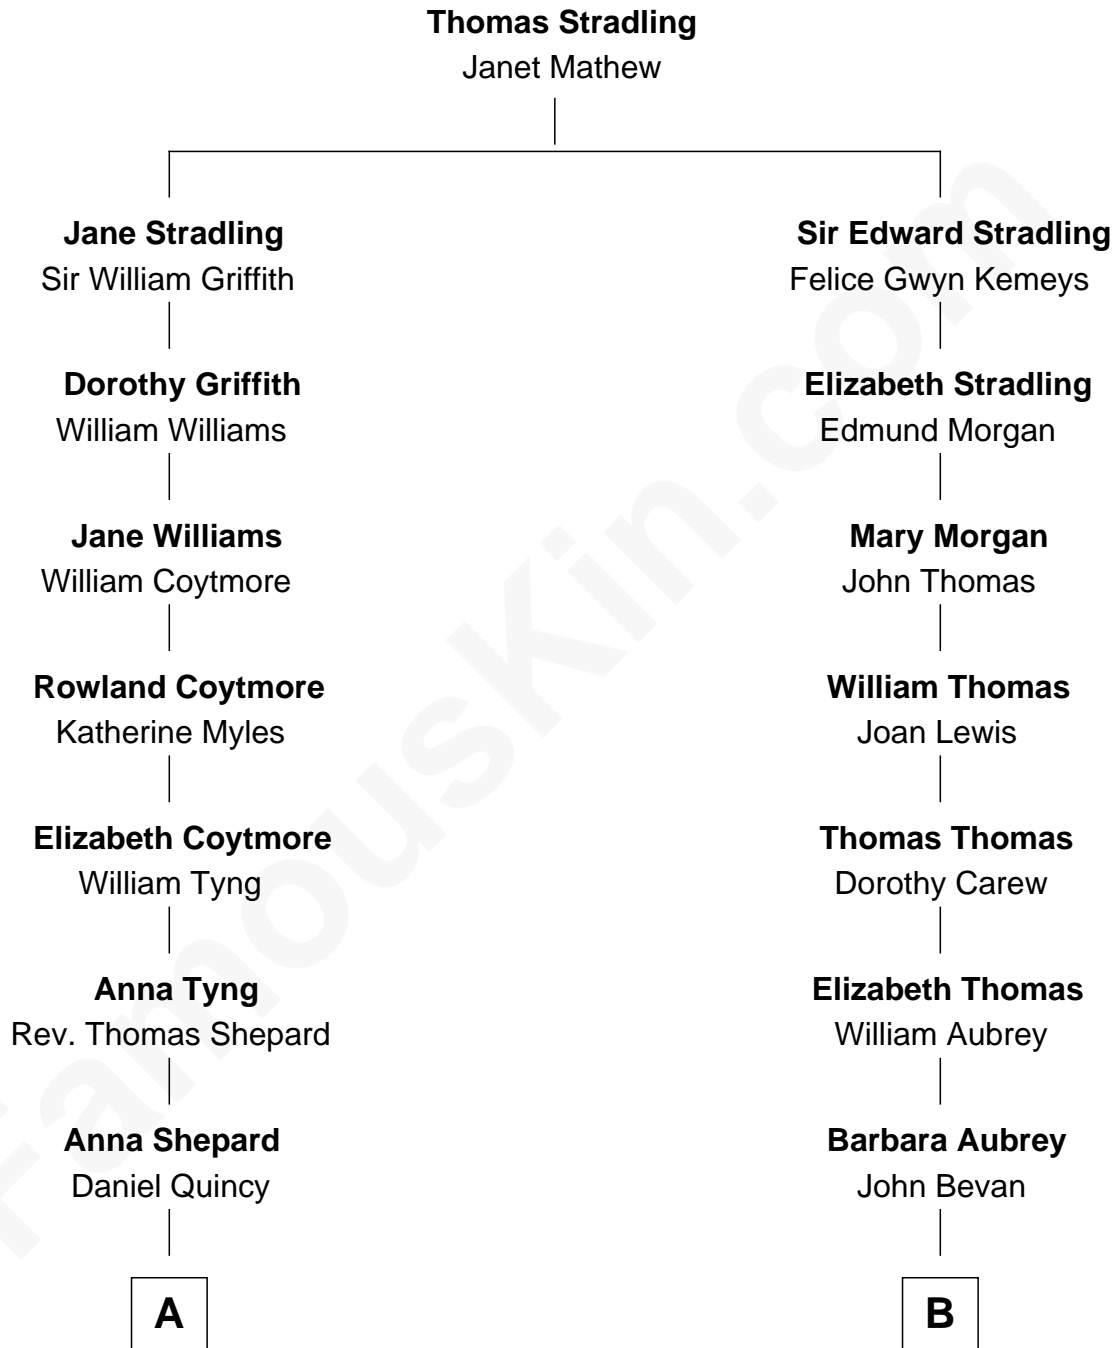 Thomas Stradling
Janet Mathew
Jane Stradling
Sir William Griffith
Dorothy Griffith
William Williams
Jane Williams
William Coytmore
Rowland Coytmore
Katherine Myles
Elizabeth Coytmore
William Tyng
Anna Tyng
Rev. Thomas Shepard
Anna Shepard
Daniel Quincy
A
Sir Edward Stradling
Felice Gwyn Kemeys
Elizabeth Stradling
Edmund Morgan
Mary Morgan
John Thomas
William Thomas
Joan Lewis
Thomas Thomas
Dorothy Carew
Elizabeth Thomas
William Aubrey
Barbara Aubrey
John Bevan
B
FamousKin.com